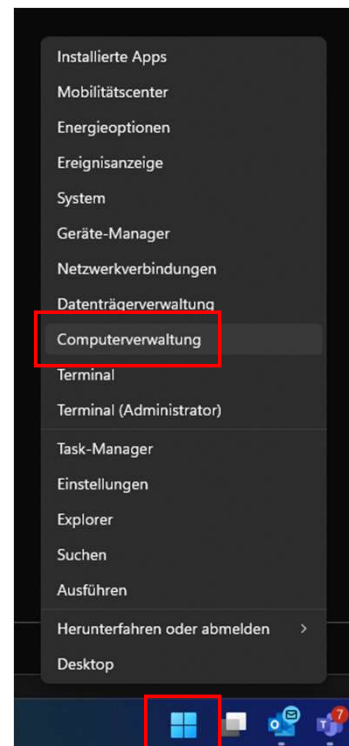 Installierte Apps
Mobilitätscenter
Energieoptionen
Ereignisanzeige
System
Geräte-Manager
Netzwerkverbindungen
Datenträgerverwaltung
Computerverwaltung
Terminal
Terminal (Administrator)
Task-Manager
Einstellungen
Explorer
Suchen
Ausführen
Herunterfahren oder abmelden
Desktop
7